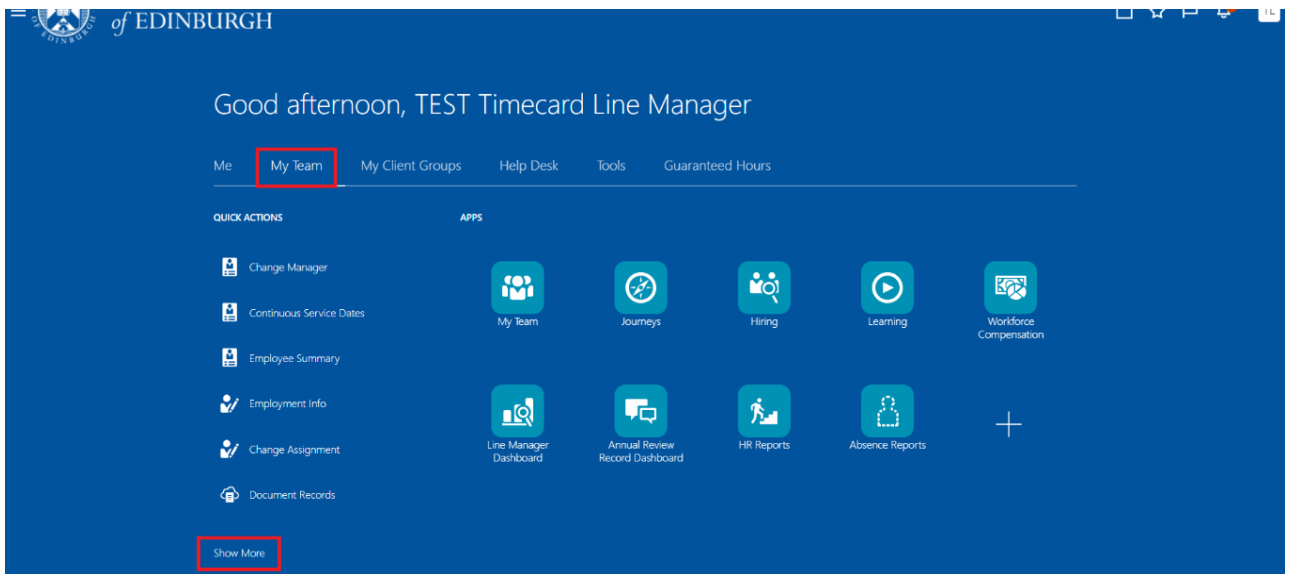 of EDINBURGH
TL
Good afternoon, TEST Timecard Line Manager
Me My Team My Client Groups Help Desk Tools Guaranteed Hours
QUICK ACTIONS
Change Manager
Continuous Service Dates
Employee Summary
Employment Info
Change Assignment
Document Records
Show More
APPS
My Team
Journeys
Hiring
Learning
Workforce
Compensation
Line Manager
Dashboard
Annual Review
Record Dashboard
HR Reports
Absence Reports